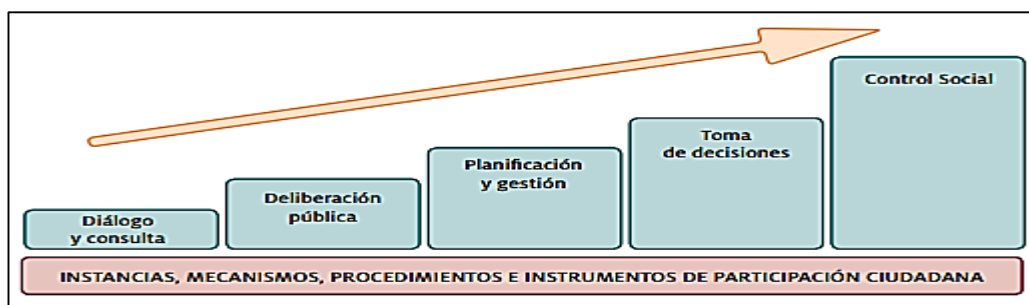 Diálogo
y consulta
Deliberación
pública
Planificación
y gestión
Toma
de decisiones
Control Social
INSTANCIAS, MECANISMOS, PROCEDIMIENTOS E INSTRUMENTOS DE PARTICIPACIÓN CIUDADANA